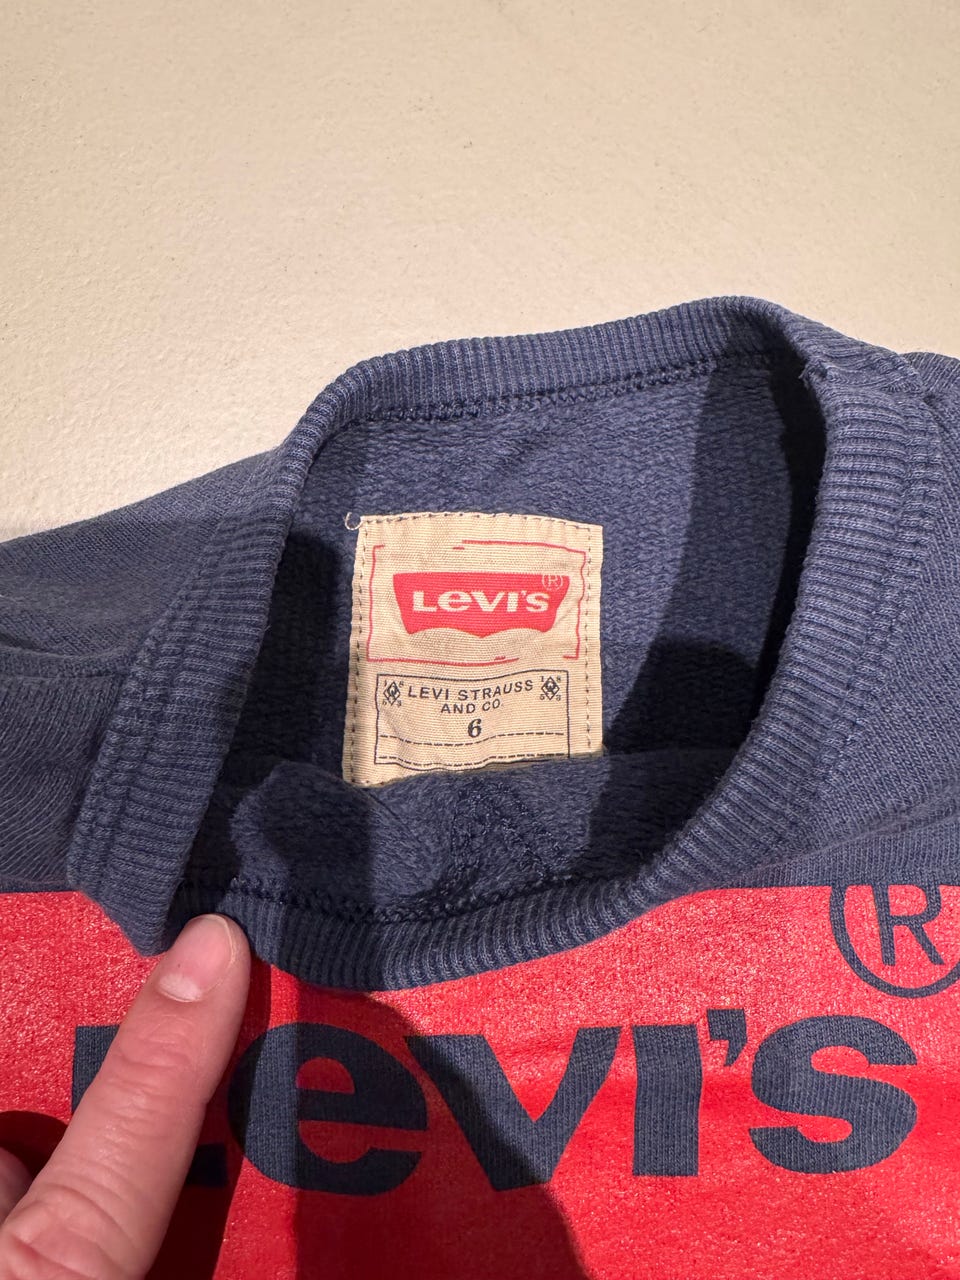 LEVI'S
(R)
LEVI STRAUSS
AND CO.
6
®
Levi's